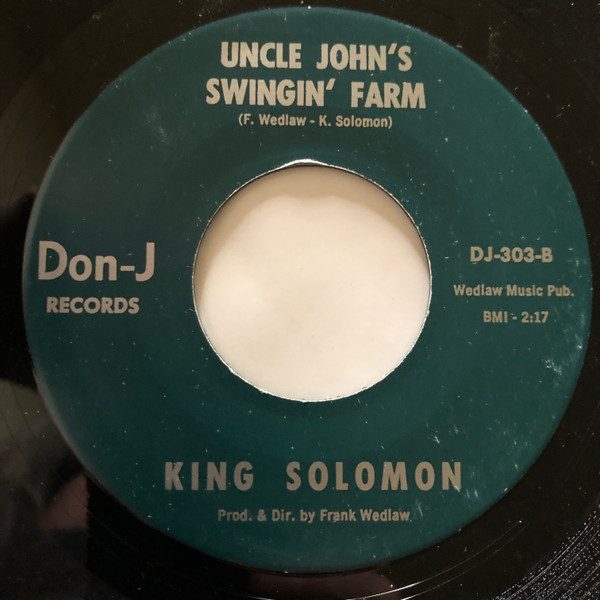 UNCLE JOHN'S
SWINGIN' FARM
(F. Wedlaw - K. Solomon)
Don-J
RECORDS
DJ-303-B
Wedlaw Music Pub.
BMI - 2:17
KING SOLOMON
Prod. & Dir. by Frank Wedlaw